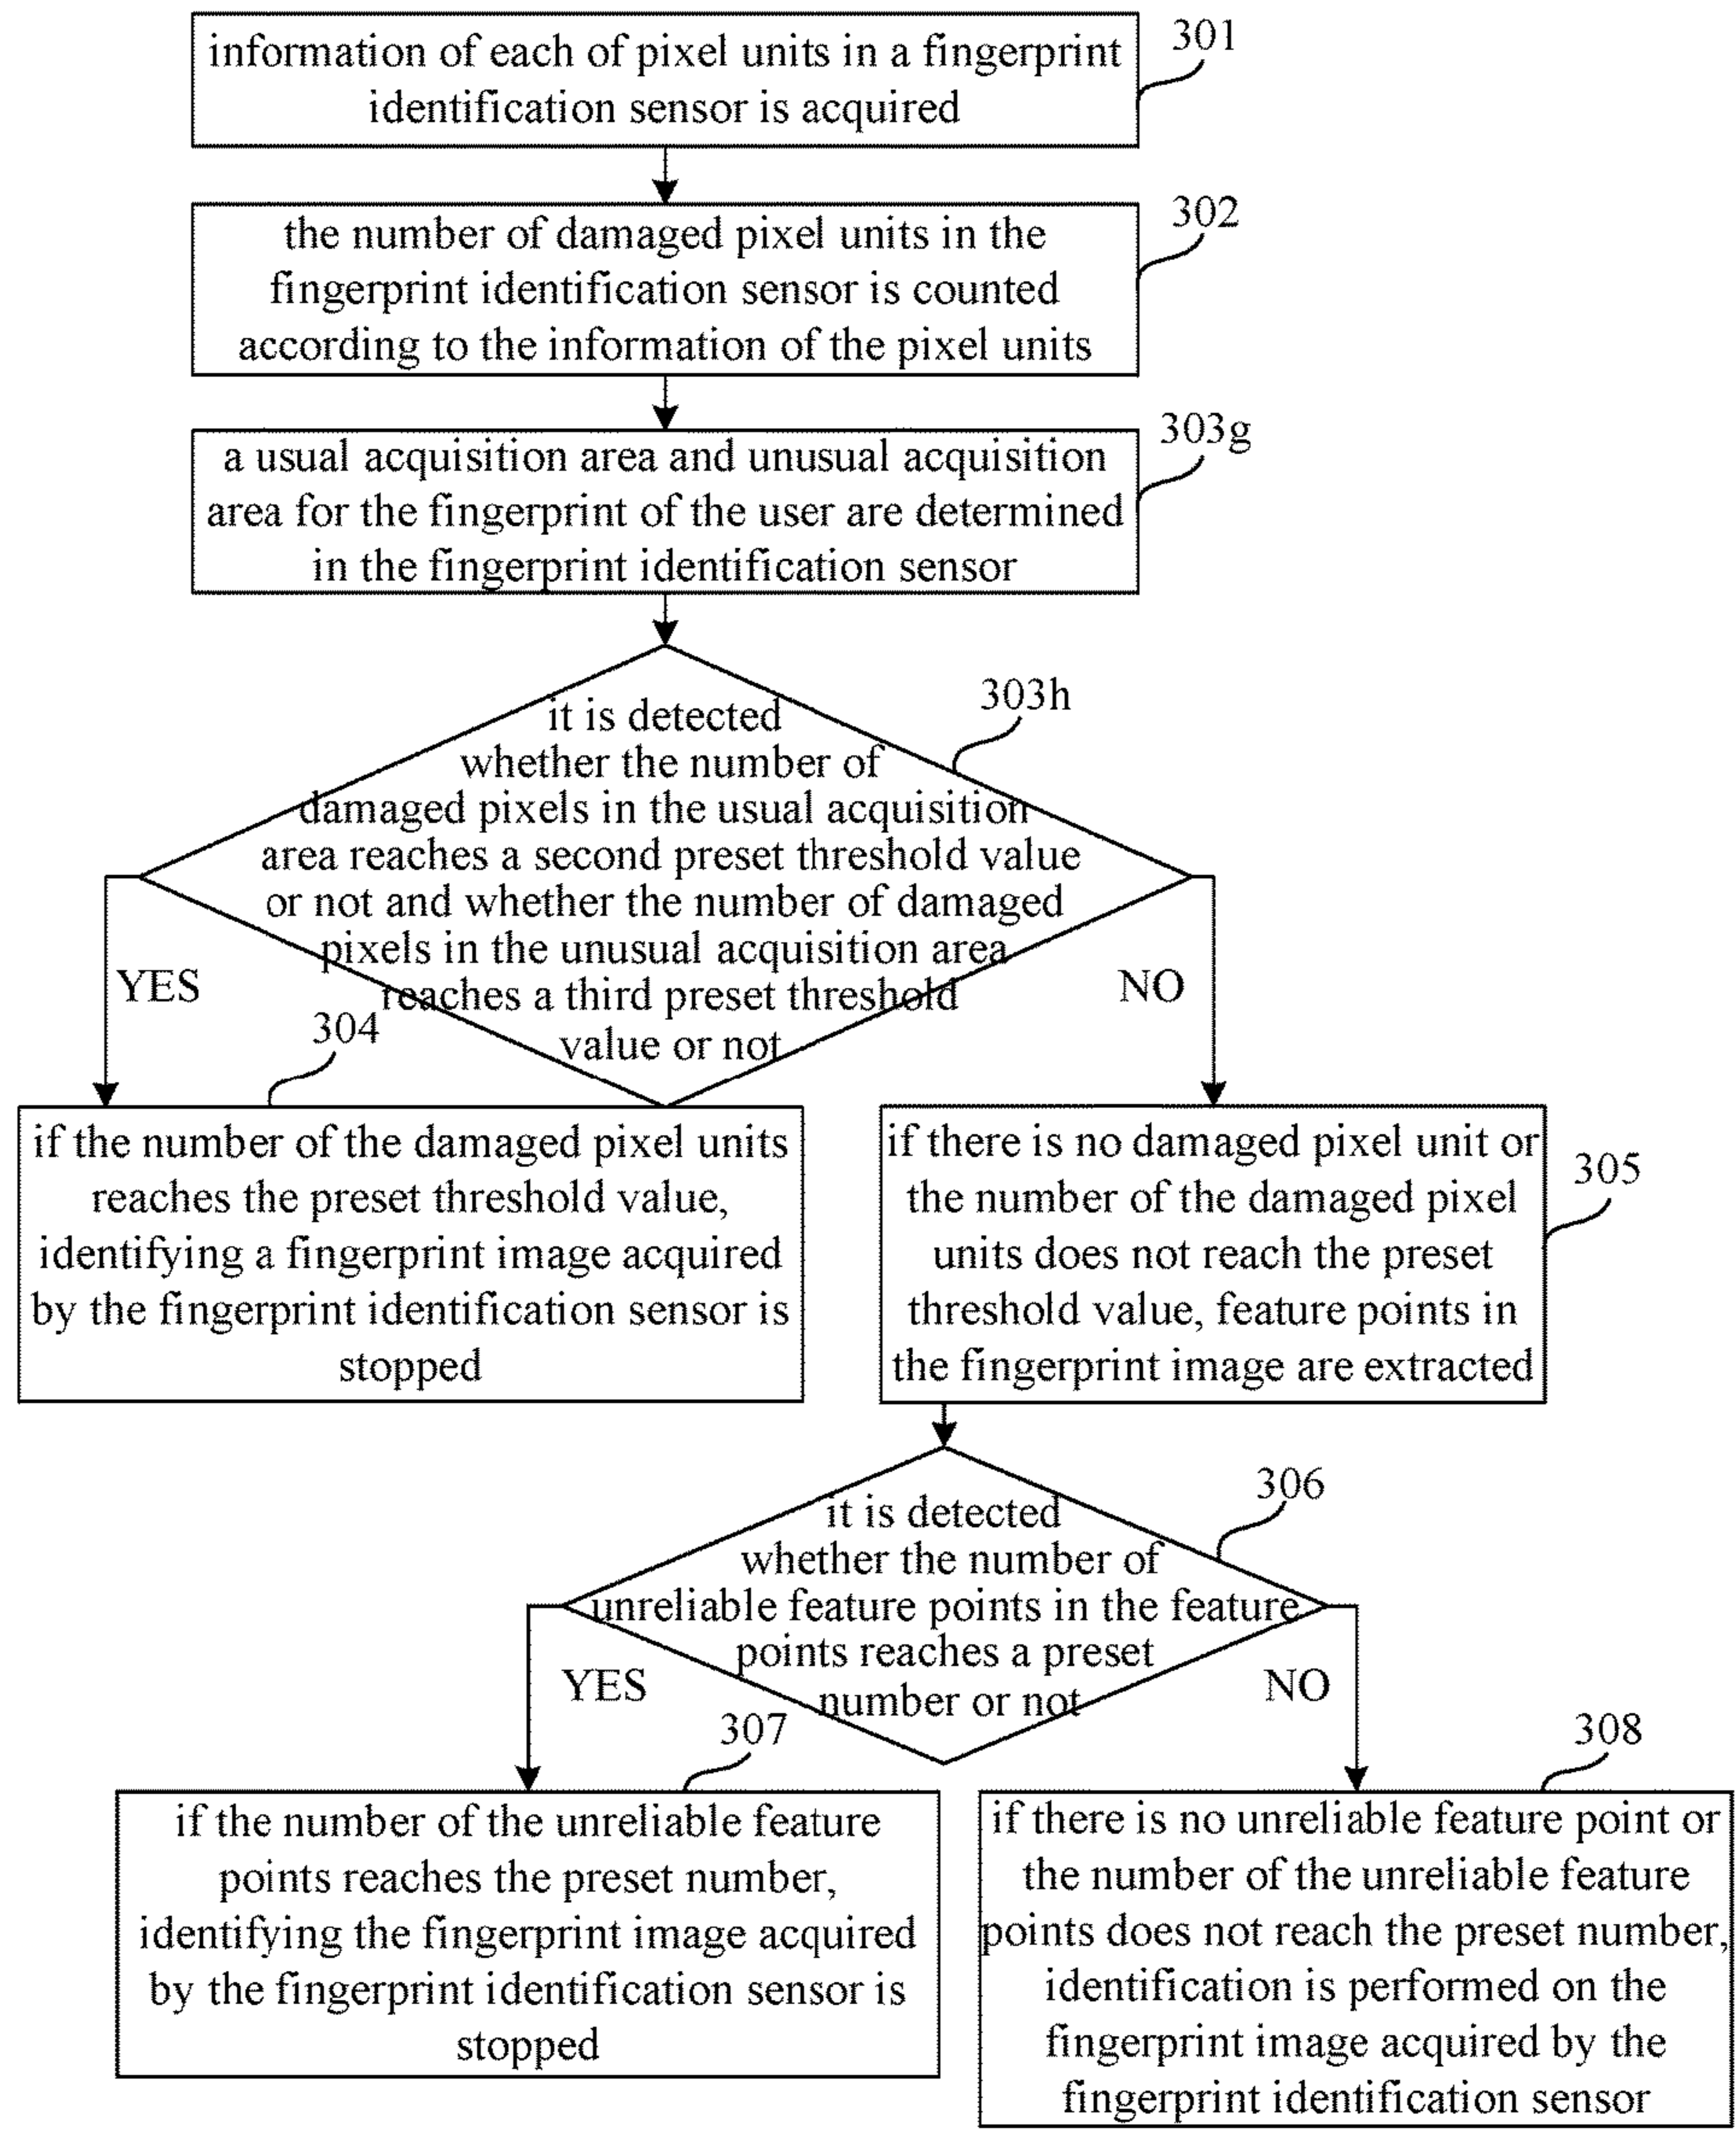 information of each of pixel units in a fingerprint
identification sensor is acquired
301
the number of damaged pixel units in the
fingerprint identification sensor is counted
according to the information of the pixel units
302
a usual acquisition area and unusual acquisition
area for the fingerprint of the user are determined
in the fingerprint identification sensor
303g
it is detected
whether the number of
damaged pixels in the usual acquisition
area reaches a second preset threshold value
or not and whether the number of damaged
pixels in the unusual acquisition area
reaches a third preset threshold
value or not
303h
YES
NO
304
if the number of the damaged pixel units
reaches the preset threshold value,
identifying a fingerprint image acquired
by the fingerprint identification sensor is
stopped
if there is no damaged pixel unit or
the number of the damaged pixel
units does not reach the preset
threshold value, feature points in
the fingerprint image are extracted
305
it is detected
whether the number of
unreliable feature points in the feature
points reaches a preset
number or not
306
YES
NO
307
if the number of the unreliable feature
points reaches the preset number,
identifying the fingerprint image acquired
by the fingerprint identification sensor is
stopped
308
if there is no unreliable feature point or
the number of the unreliable feature
points does not reach the preset number,
identification is performed on the
fingerprint image acquired by the
fingerprint identification sensor